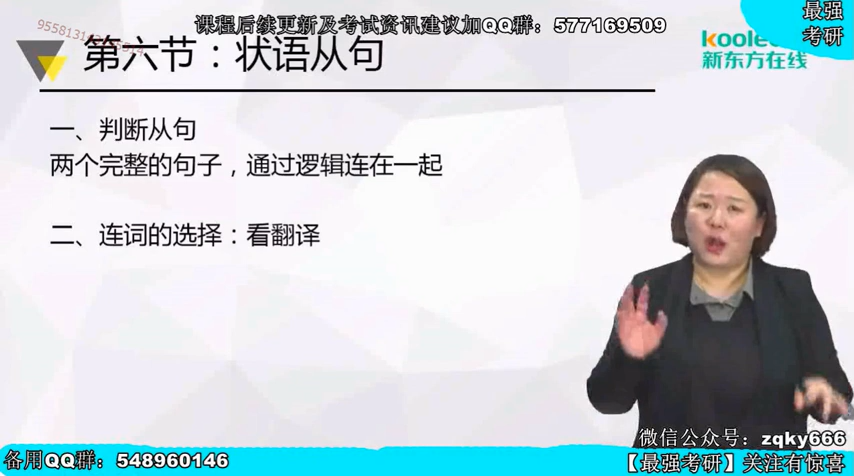 课程后续更新及考试资讯建议加QQ群：577169509
最强
考研
第六节：状语从句
新东方在线
一、判断从句
两个完整的句子，通过逻辑连在一起
二、连词的选择：看翻译
微信公众号：zqky666
备用QQ群：548960146
【最强考研】关注有惊喜